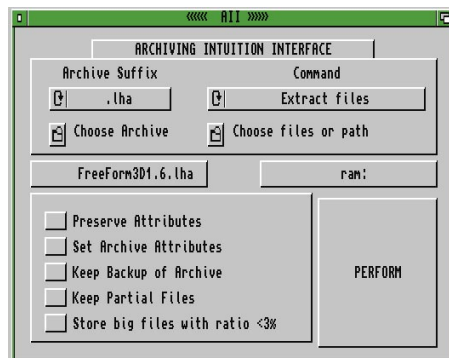 ««« AII »»»
ARCHIVING INTUITION INTERFACE
Archive Suffix
Command
.lha
Extract files
Choose Archive
Choose files or path
FreeForm3D1.6.lha
ram:
Preserve Attributes
Set Archive Attributes
Keep Backup of Archive
Keep Partial Files
Store big files with ratio <3%
PERFORM